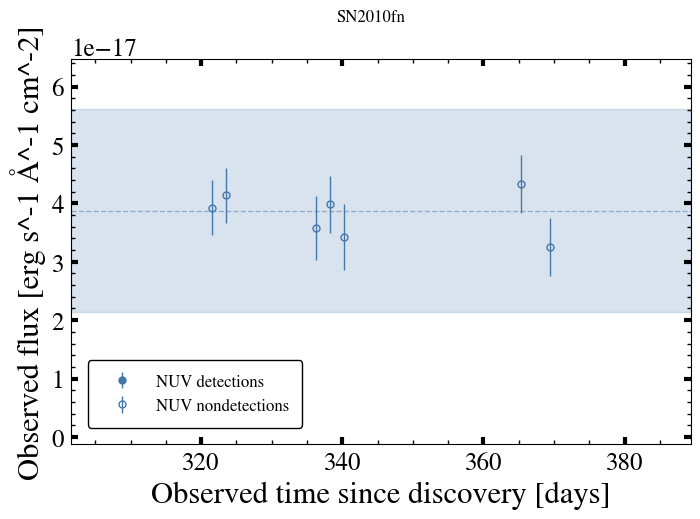 SN2010fn
1e−17
Observed flux [erg s^-1 Å^-1 cm^-2]
6
5
4
3
2
1
0
NUV detections
NUV nondetections
320 340 360 380
Observed time since discovery [days]